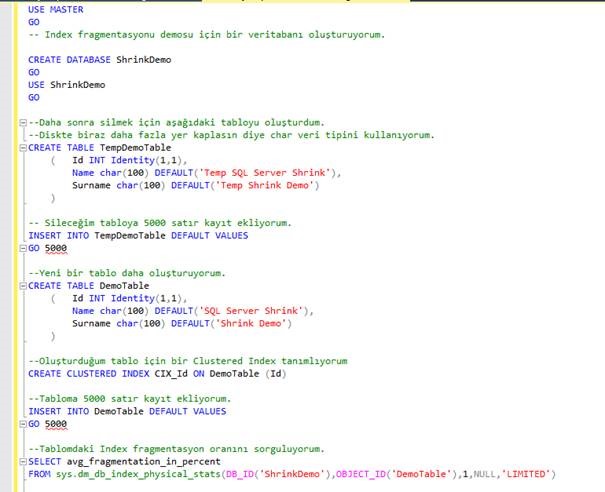 USE MASTER
GO
-- Index fragmentasyonu demosu için bir veritabanı oluşturuyorum.
CREATE DATABASE ShrinkDemo
GO
USE ShrinkDemo
GO
--Daha sonra silmek için aşağıdaki tabloyu oluşturdum.
--Diskte biraz daha fazla yer kaplasın diye char veri tipini kullanıyorum.
CREATE TABLE TempDemoTable
( Id INT Identity(1,1),
Name char(100) DEFAULT('Temp SQL Server Shrink'),
Surname char(100) DEFAULT('Temp Shrink Demo')
)
-- Sileceğim tabloya 5000 satır kayıt ekliyorum.
INSERT INTO TempDemoTable DEFAULT VALUES
GO 5000
--Yeni bir tablo daha oluşturuyorum.
CREATE TABLE DemoTable
( Id INT Identity(1,1),
Name char(100) DEFAULT('SQL Server Shrink'),
Surname char(100) DEFAULT('Shrink Demo')
)
--Oluşturduğum tablo için bir Clustered Index tanımlıyorum
CREATE CLUSTERED INDEX CIX_Id ON DemoTable (Id)
--Tabloma 5000 satır kayıt ekliyorum.
INSERT INTO DemoTable DEFAULT VALUES
GO 5000
--Tablomdaki Index fragmentasyon oranını sorguluyorum.
SELECT avg_fragmentation_in_percent
FROM sys.dm_db_index_physical_stats(DB_ID('ShrinkDemo'),OBJECT_ID('DemoTable'),1,NULL,'LIMITED')